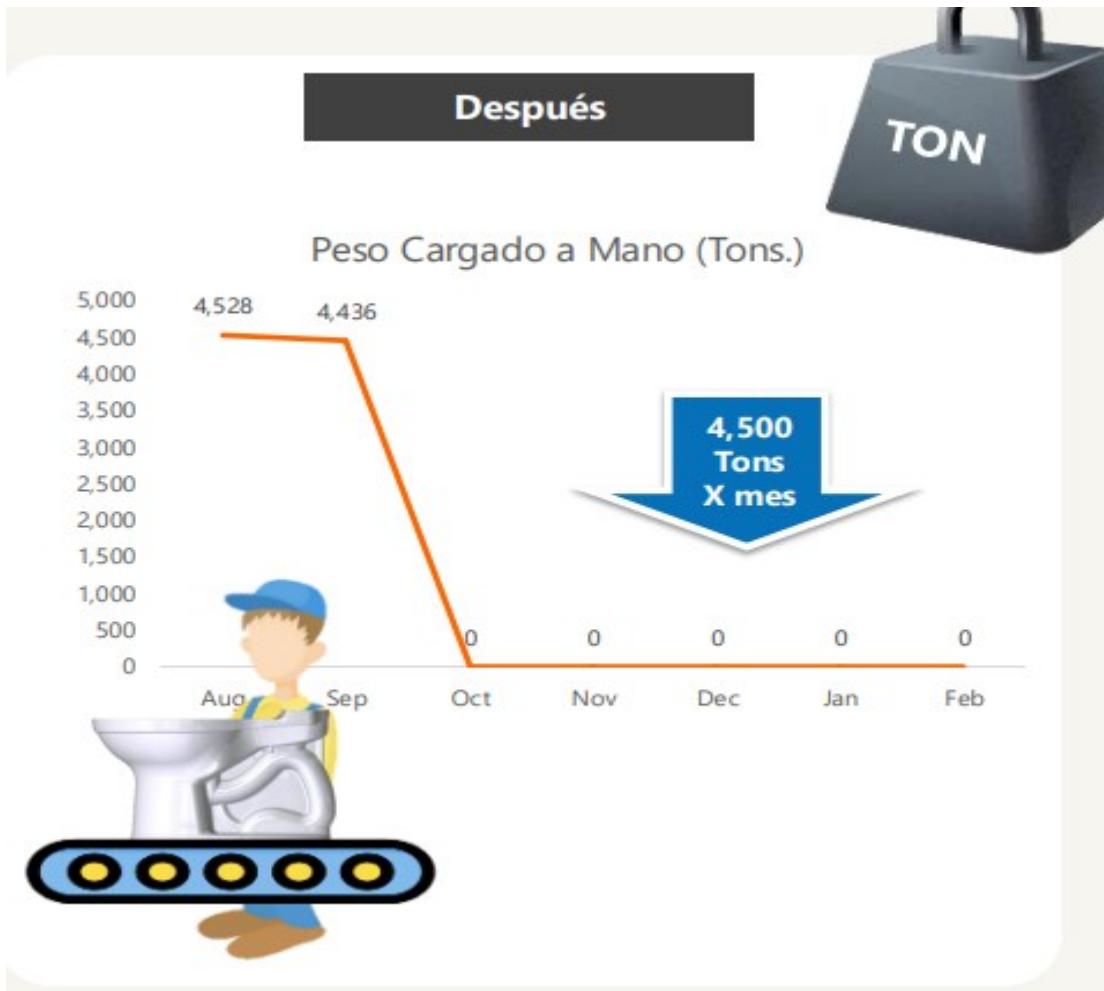 Después
TON
Peso Cargado a Mano (Tons.)
5,000
4,500
4,000
3,500
3,000
2,500
2,000
1,500
1,000
500
0
4,528
4,436
0
0
0
0
0
4,500
Tons
X mes
Aug
Sep
Oct
Nov
Dec
Jan
Feb